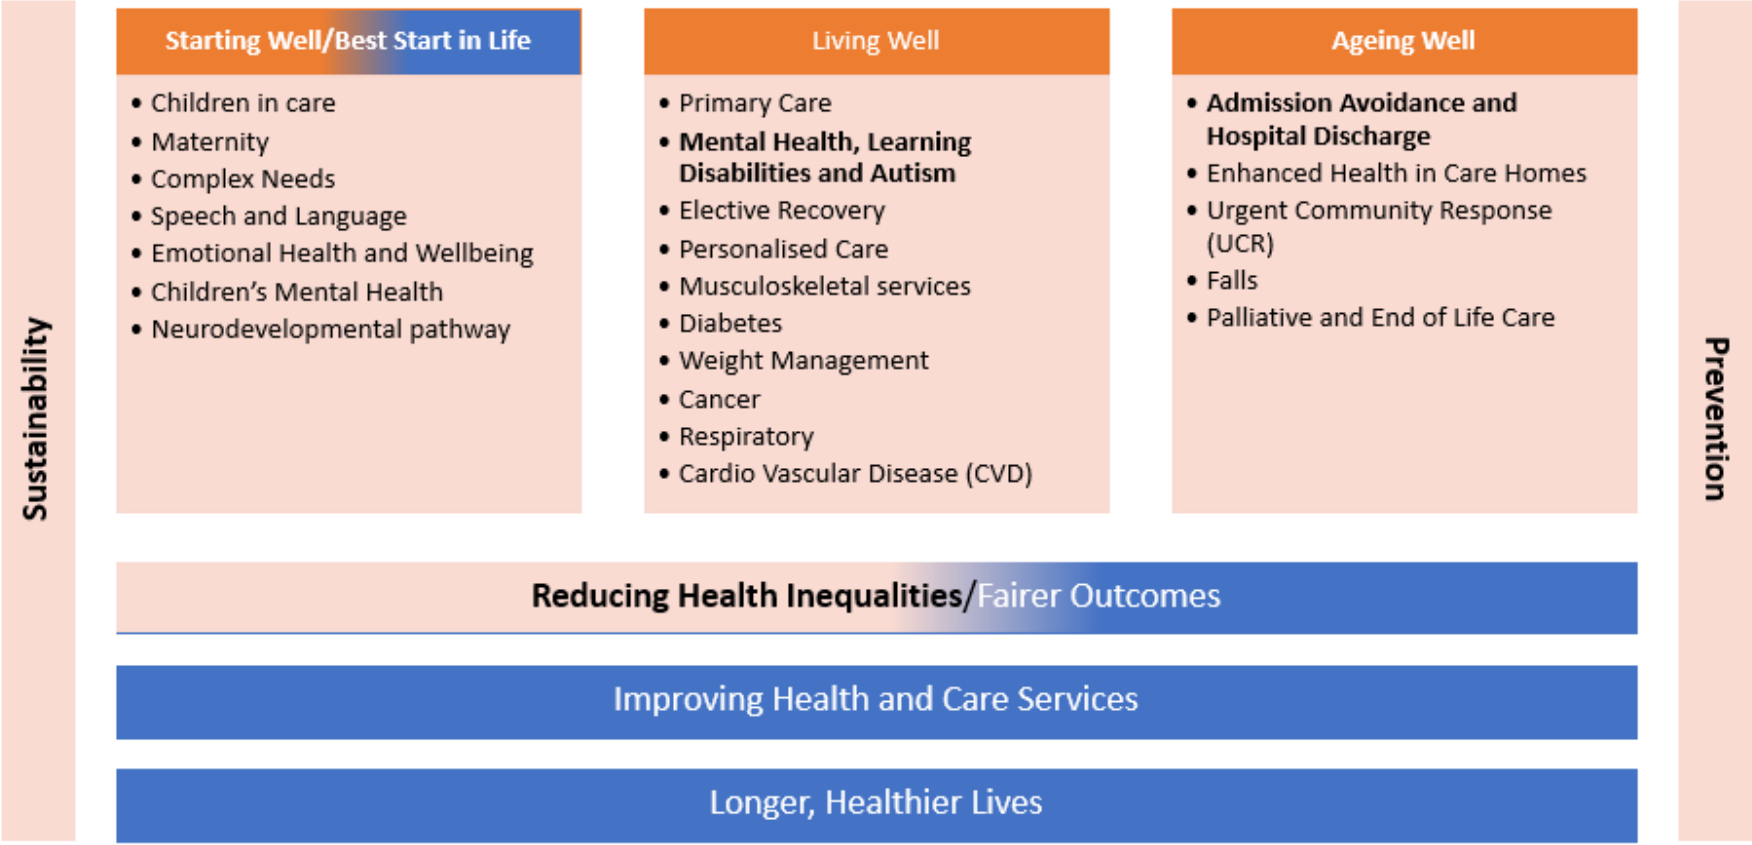 Sustainability
Starting Well/Best Start in Life
• Children in care
• Maternity
• Complex Needs
• Speech and Language
• Emotional Health and Wellbeing
• Children’s Mental Health
• Neurodevelopmental pathway
Living Well
• Primary Care
• Mental Health, Learning
Disabilities and Autism
• Elective Recovery
• Personalised Care
• Musculoskeletal services
• Diabetes
• Weight Management
• Cancer
• Respiratory
• Cardio Vascular Disease (CVD)
Ageing Well
• Admission Avoidance and
Hospital Discharge
• Enhanced Health in Care Homes
• Urgent Community Response
(UCR)
• Falls
• Palliative and End of Life Care
Prevention
Reducing Health Inequalities/Fairer Outcomes
Improving Health and Care Services
Longer, Healthier Lives